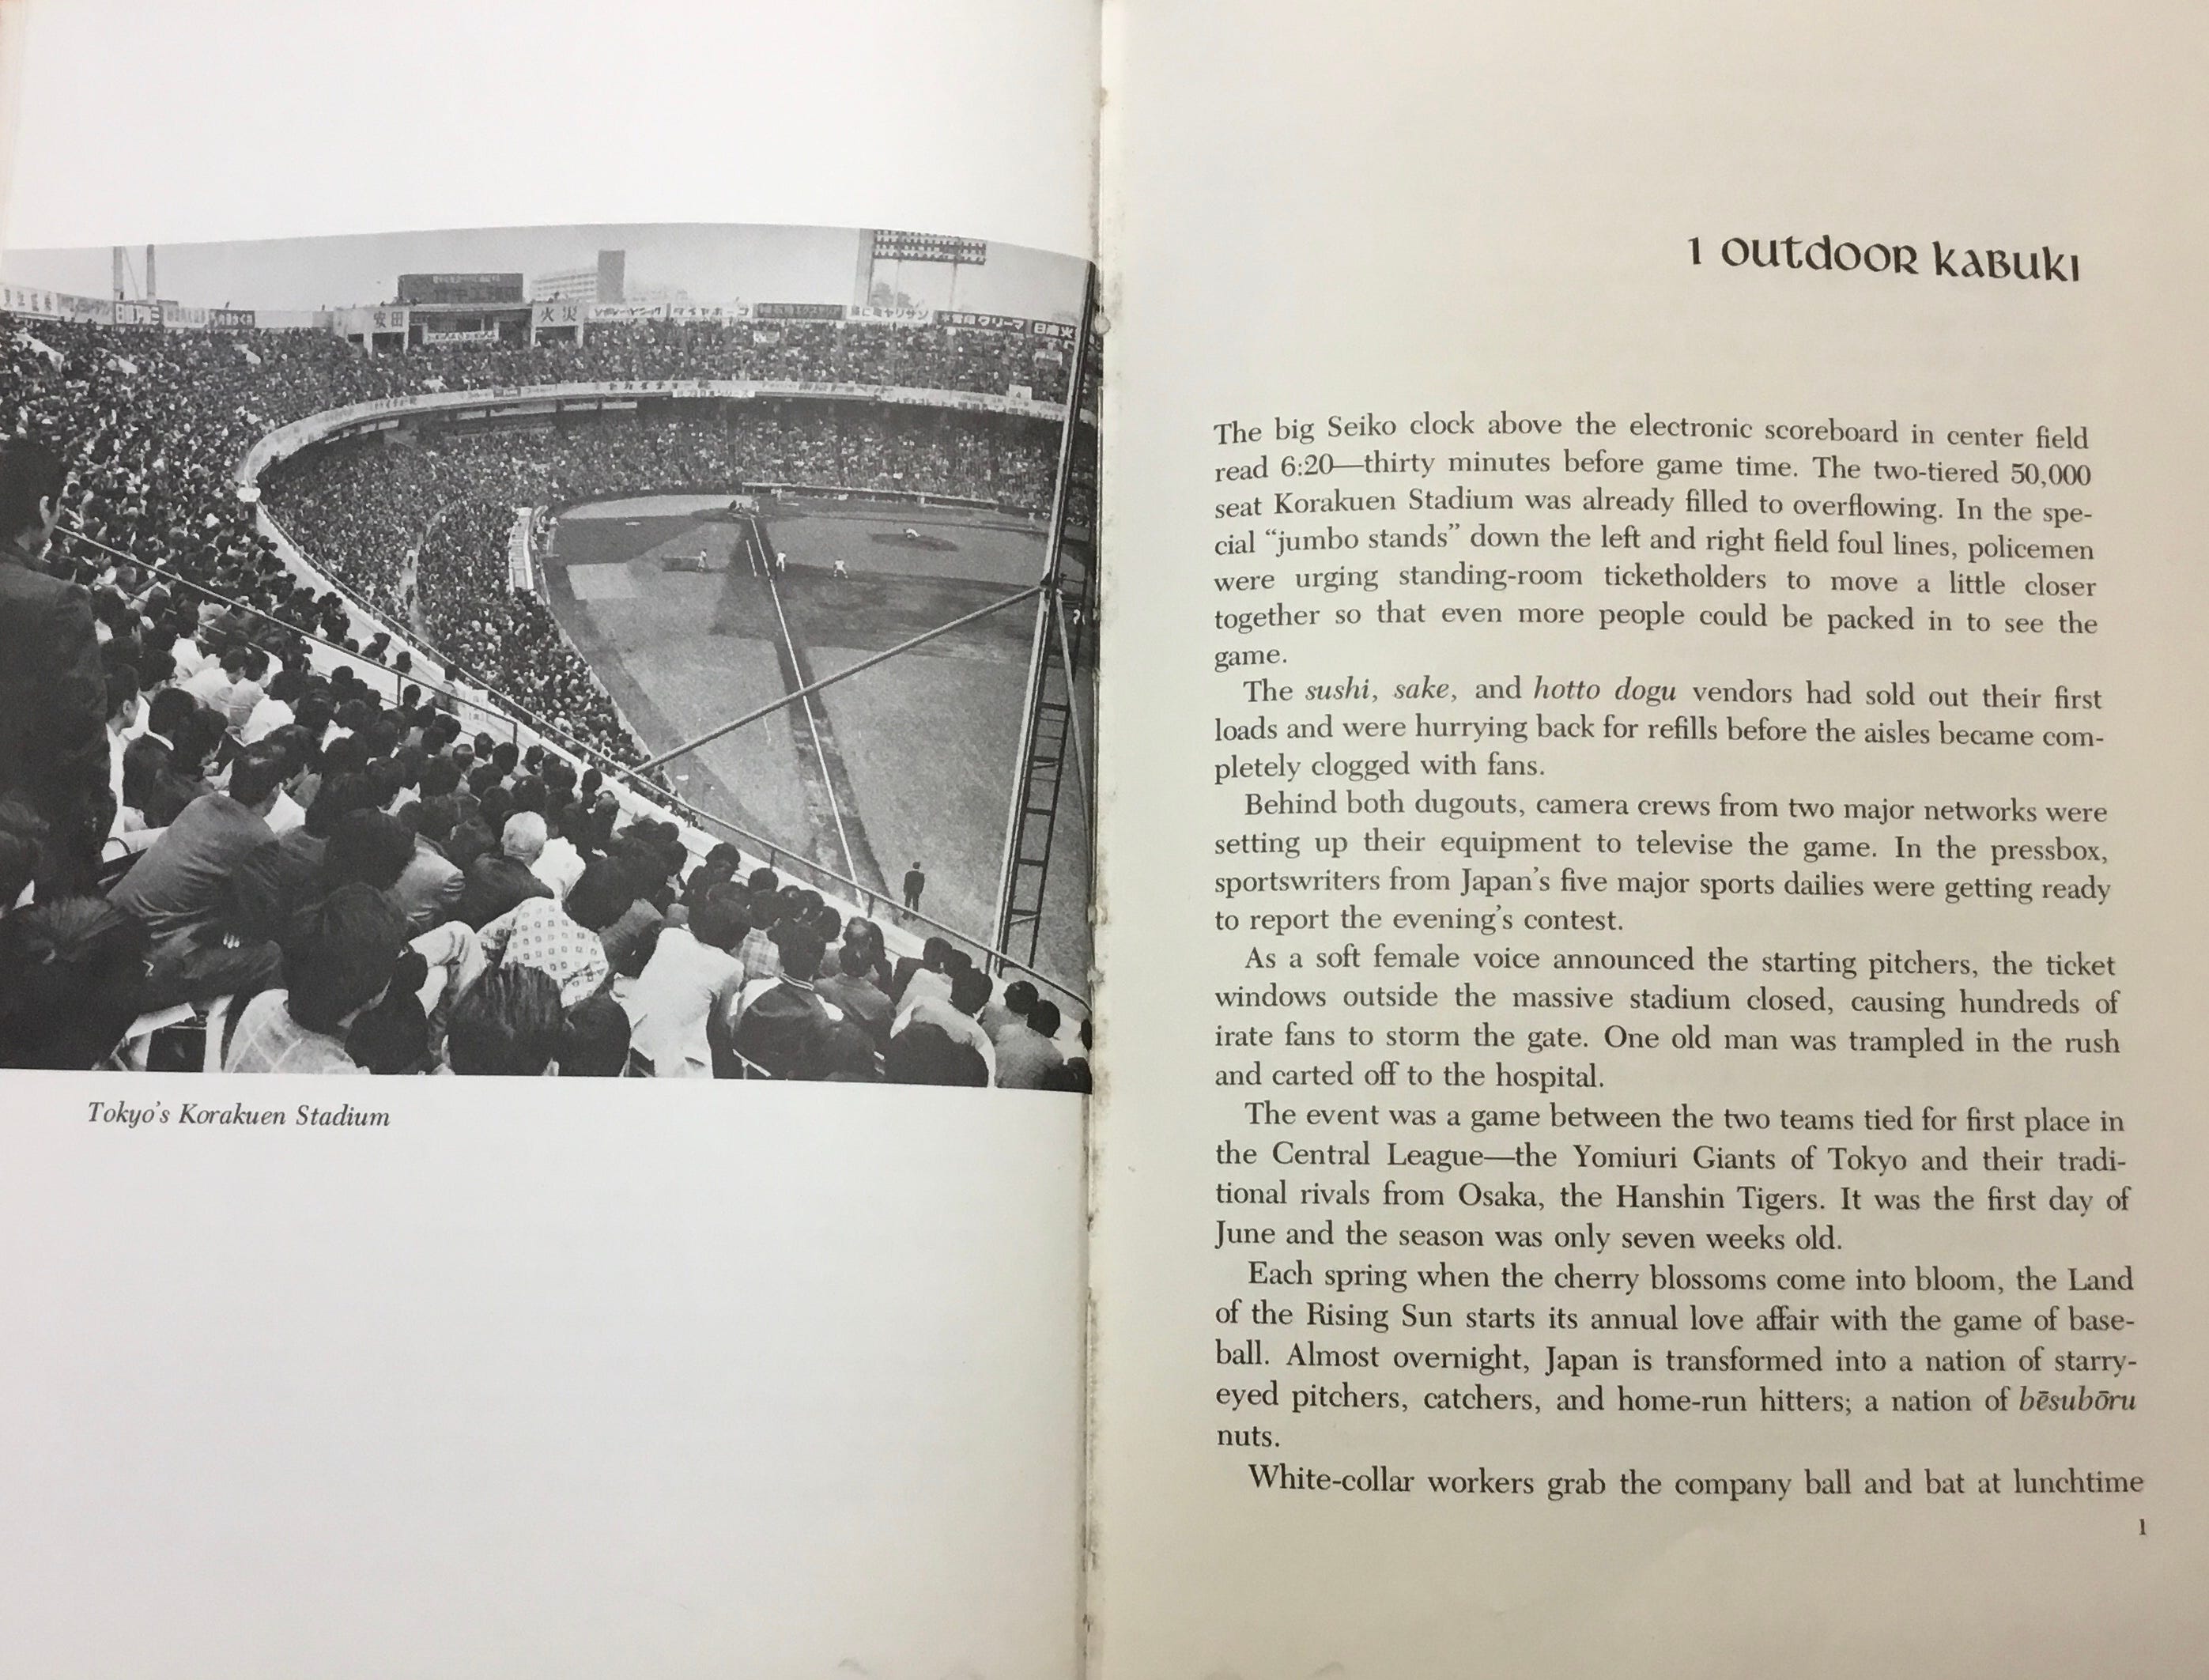 安田
火災
Tokyo's Korakuen Stadium
1 outdoor kabuki
The big Seiko clock above the electronic scoreboard in center field
read 6:20—thirty minutes before game time. The two-tiered 50,000
seat Korakuen Stadium was already filled to overflowing. In the spe-
cial “jumbo stands” down the left and right field foul lines, policemen
were urging standing-room ticketholders to move a little closer
together so that even more people could be packed in to see the
game.
The sushi, sake, and hotto dogu vendors had sold out their first
loads and were hurrying back for refills before the aisles became com-
pletely clogged with fans.
Behind both dugouts, camera crews from two major networks were
setting up their equipment to televise the game. In the pressbox,
sportswriters from Japan's five major sports dailies were getting ready
to report the evening's contest.
As a soft female voice announced the starting pitchers, the ticket
windows outside the massive stadium closed, causing hundreds of
irate fans to storm the gate. One old man was trampled in the rush
and carted off to the hospital.
The event was a game between the two teams tied for first place in
the Central League—the Yomiuri Giants of Tokyo and their tradi-
tional rivals from Osaka, the Hanshin Tigers. It was the first day of
June and the season was only seven weeks old.
Each spring when the cherry blossoms come into bloom, the Land
of the Rising Sun starts its annual love affair with the game of base-
ball. Almost overnight, Japan is transformed into a nation of starry-
eyed pitchers, catchers, and home-run hitters; a nation of bēsubōru
nuts.
White-collar workers grab the company ball and bat at lunchtime
1